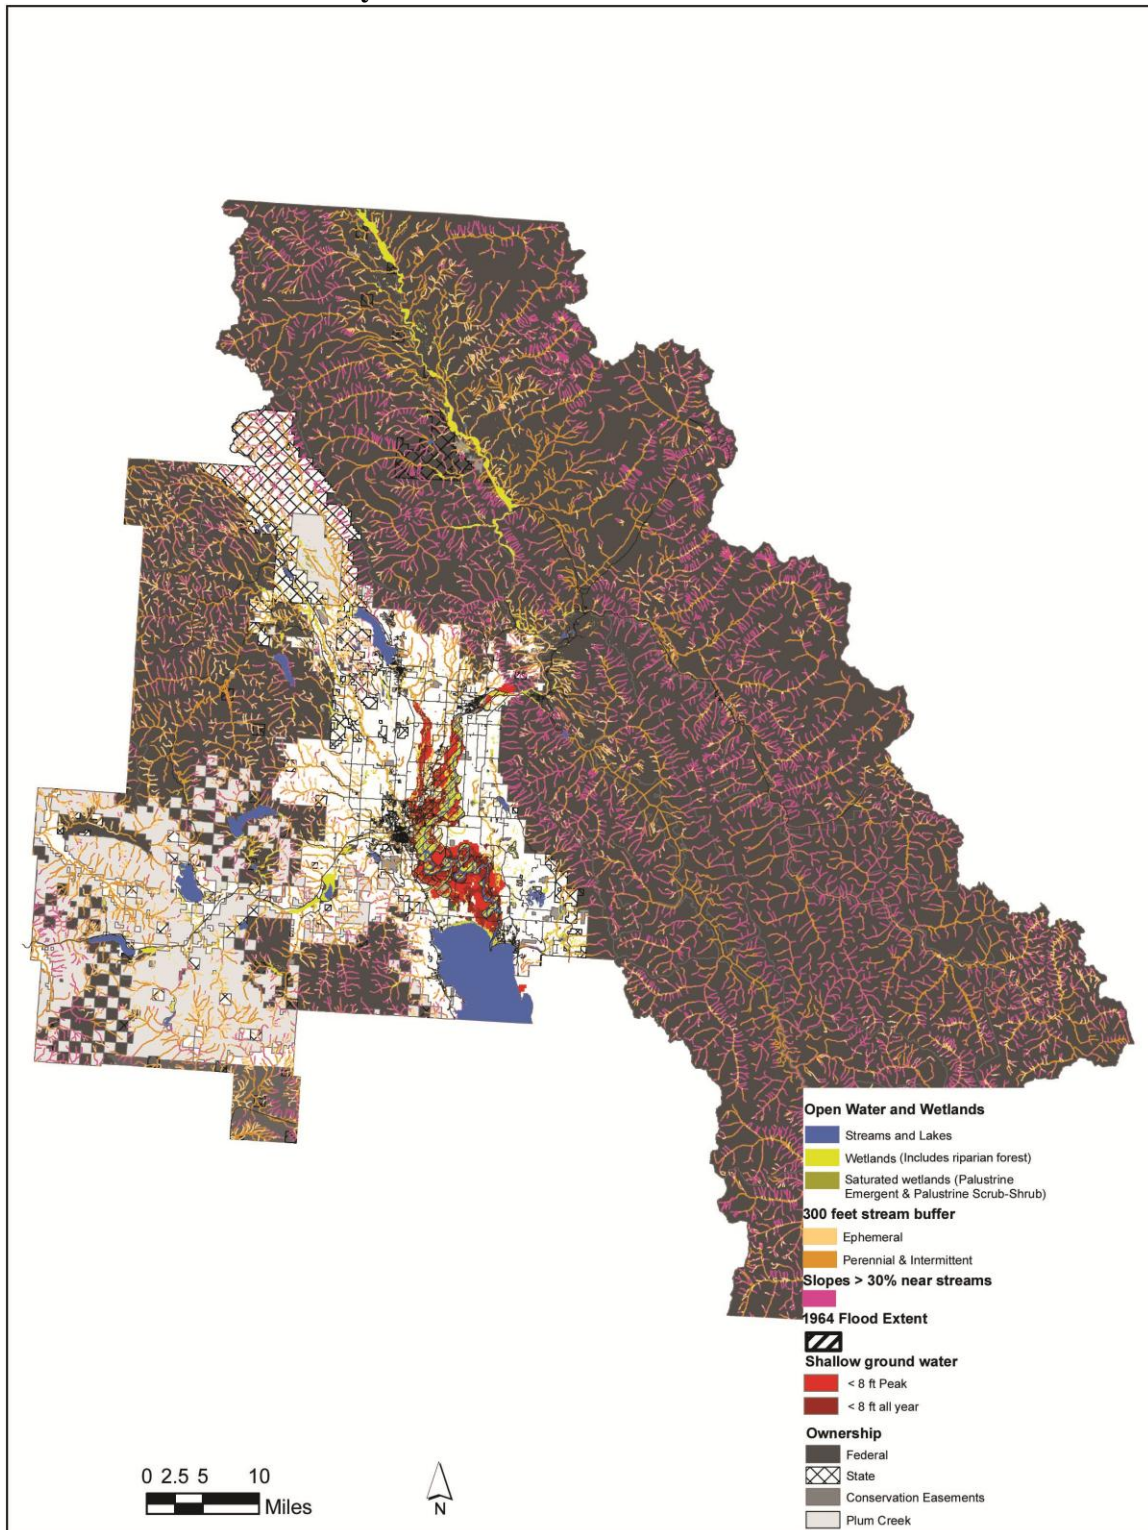 Open Water and Wetlands
Streams and Lakes
Wetlands (Includes riparian forest)
Saturated wetlands (Palustrine
Emergent & Palustrine Scrub-Shrub)
300 feet stream buffer
Ephemeral
Perennial & Intermittent
Slopes > 30% near streams
1964 Flood Extent
Shallow ground water
< 8 ft Peak
< 8 ft all year
Ownership
Federal
State
Conservation Easements
Plum Creek
0 2.5 5 10
Miles
N